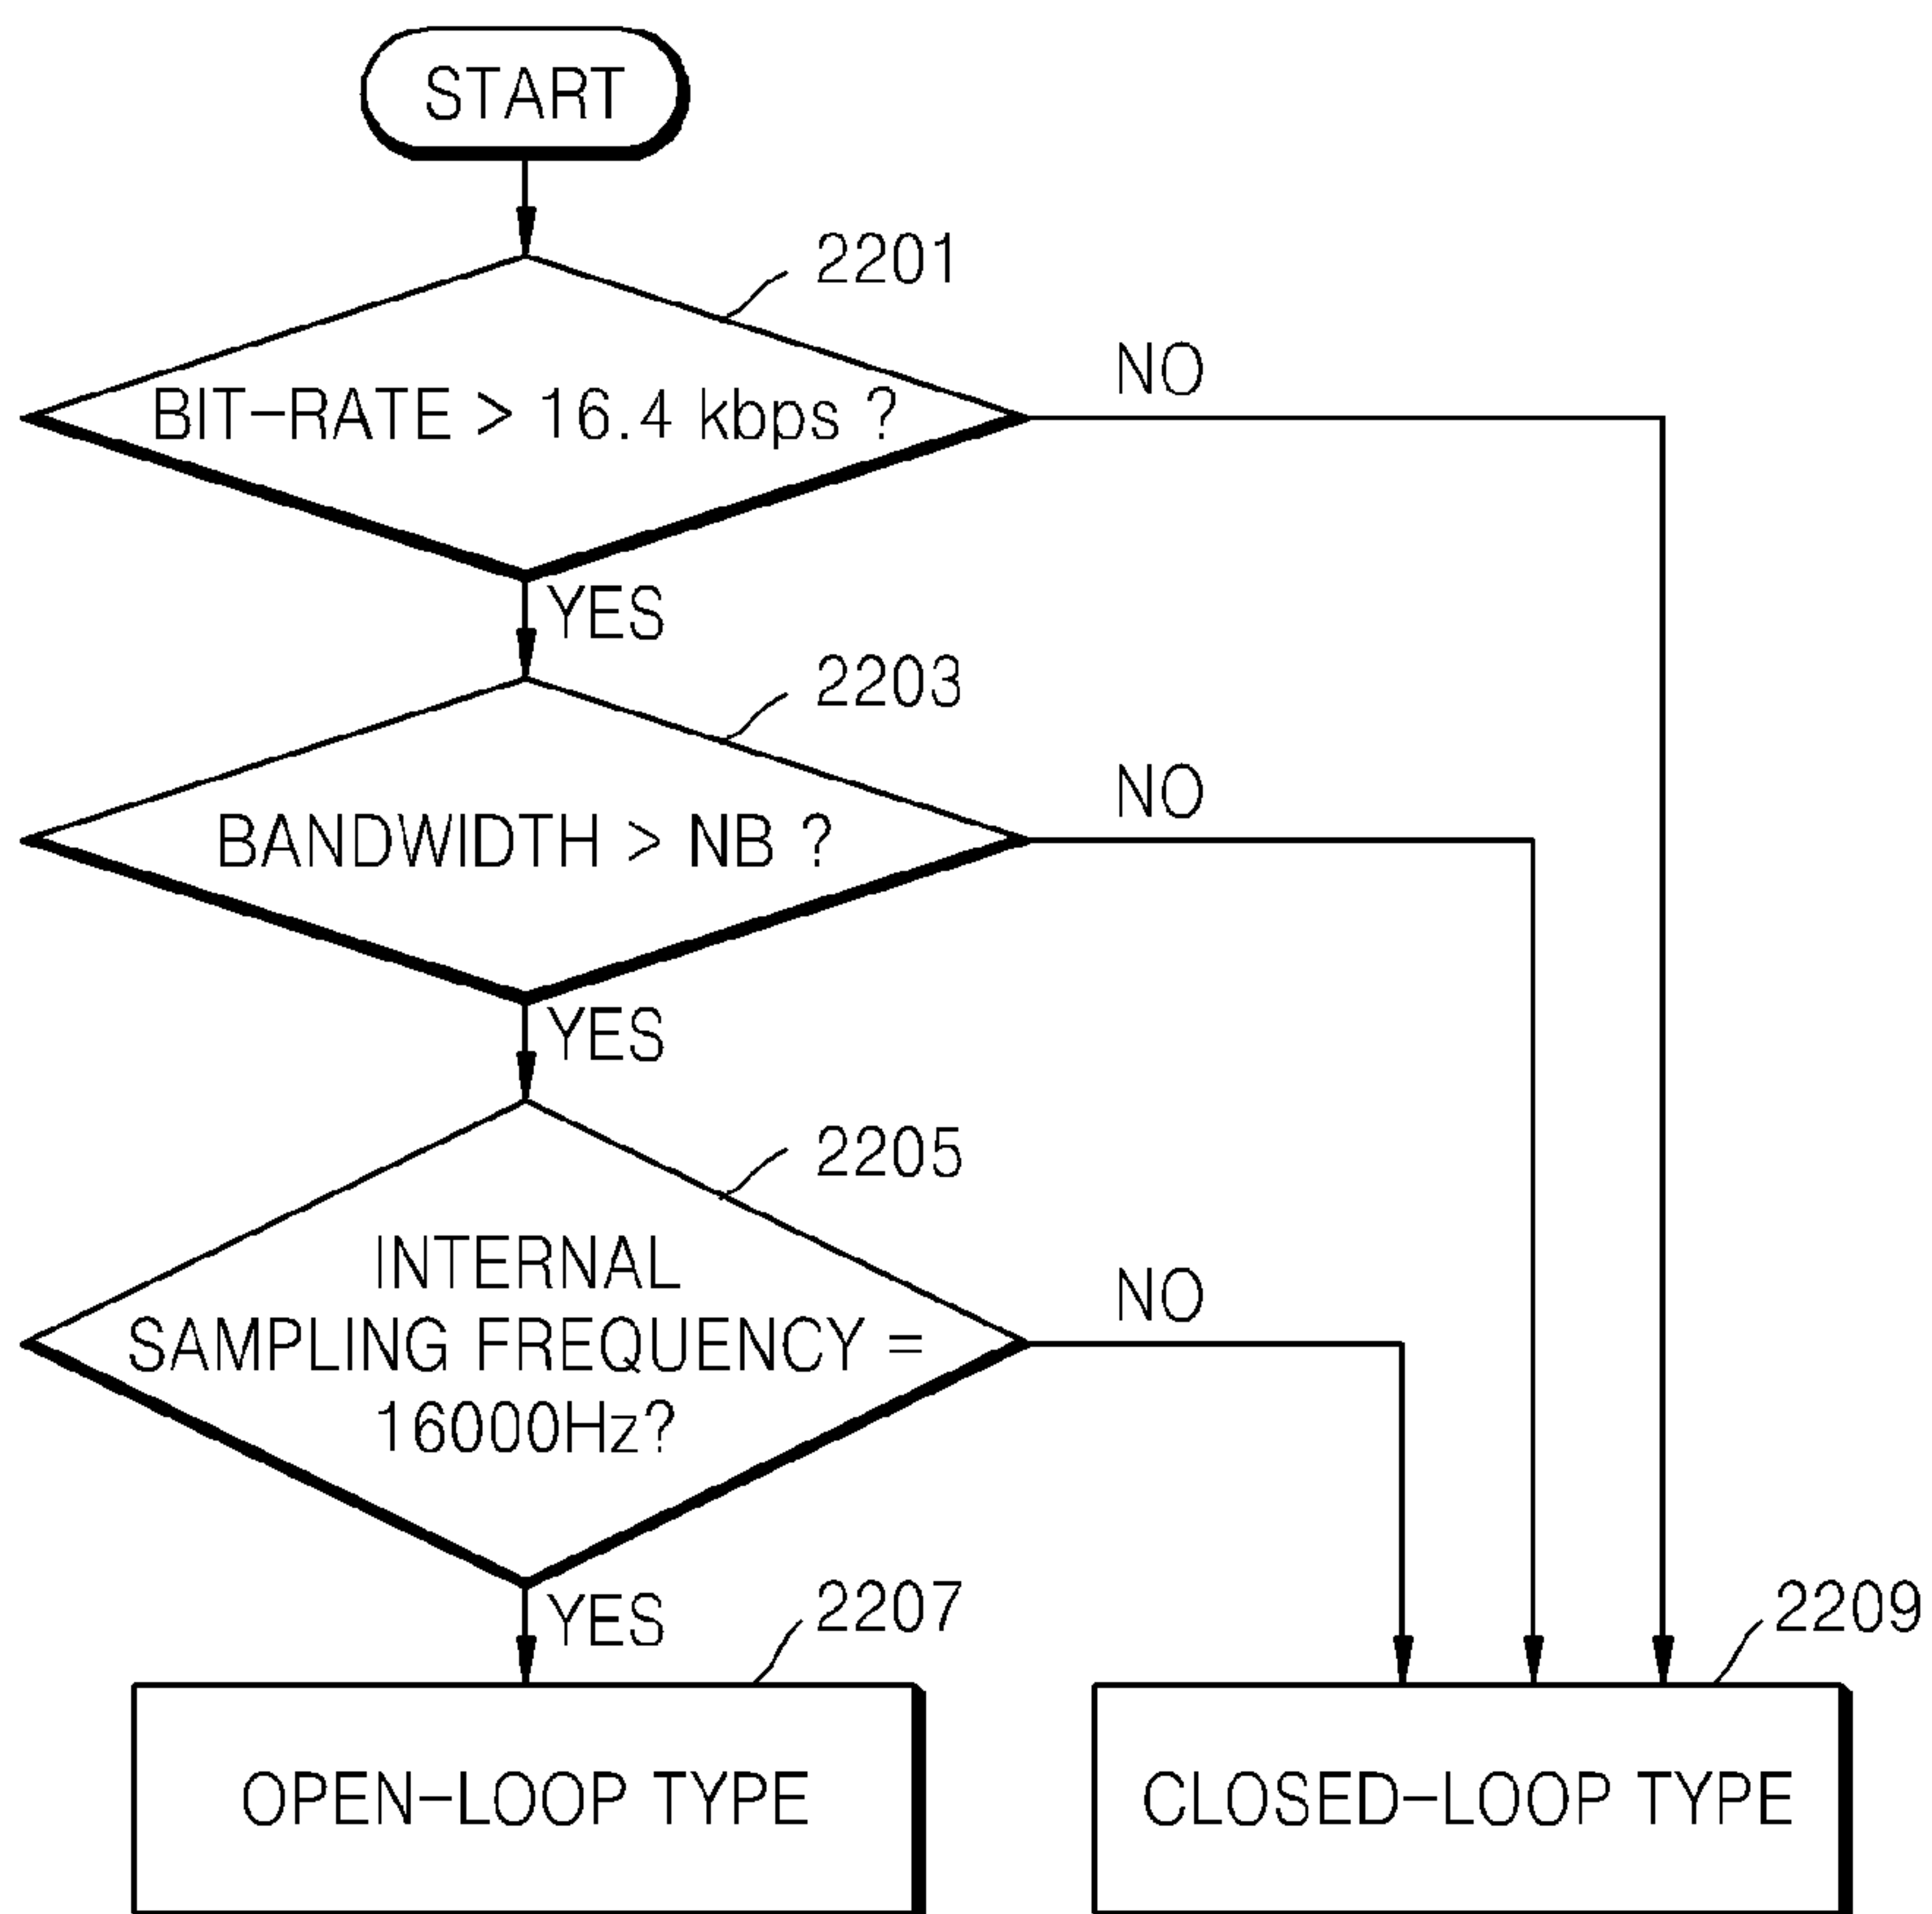 START
2201
BIT-RATE > 16.4 kbps ?
NO
YES
2203
BANDWIDTH > NB ?
NO
YES
2205
INTERNAL
SAMPLING FREQUENCY =
16000Hz?
NO
YES
2207
2209
OPEN-LOOP TYPE
CLOSED-LOOP TYPE